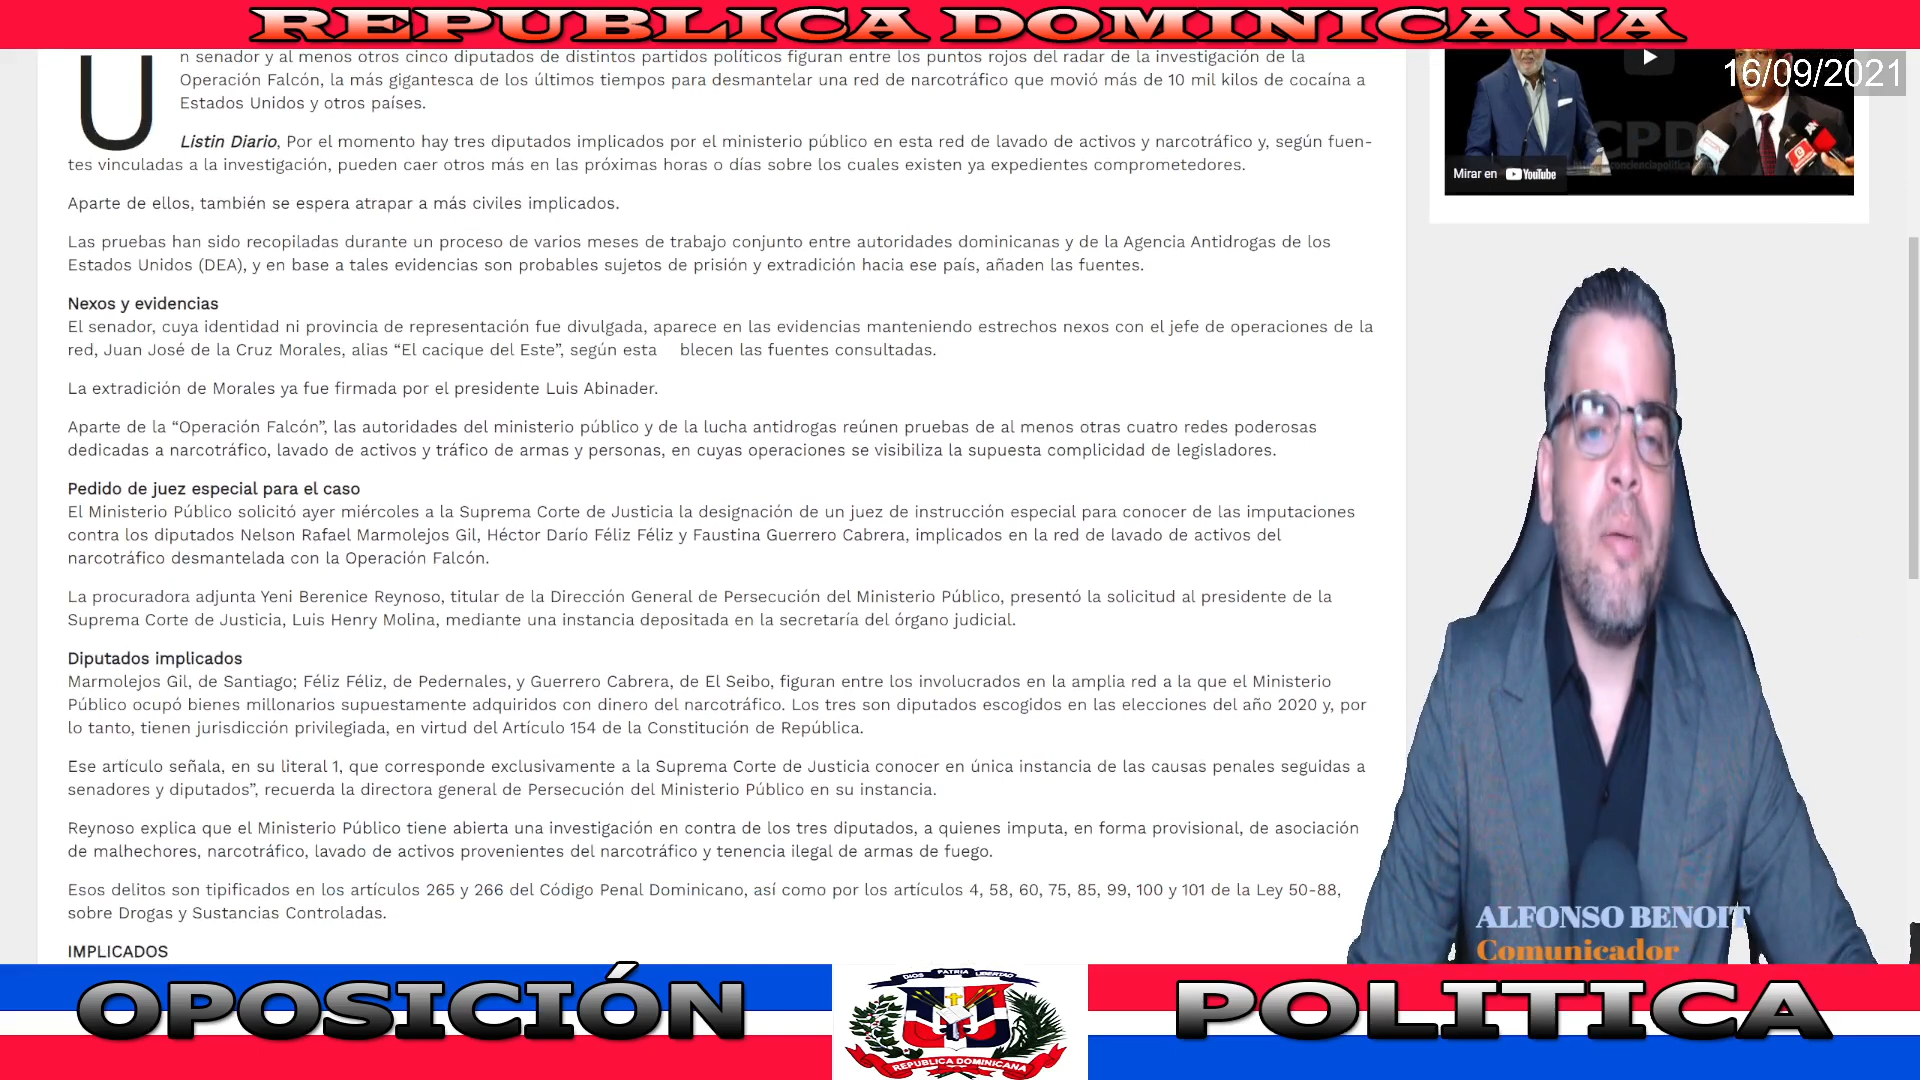 REPUBLICA DOMINICANA
16/09/2021
Un senador y al menos otros cinco diputados de distintos partidos políticos figuran entre los puntos rojos del radar de la investigación de la
Operación Falcón, la más gigantesca de los últimos tiempos para desmantelar una red de narcotráfico que movió más de 10 mil kilos de cocaína a
Estados Unidos y otros países.
Listin Diario, Por el momento hay tres diputados implicados por el ministerio público en esta red de lavado de activos y narcotráfico y, según fuen-
tes vinculadas a la investigación, pueden caer otros más en las próximas horas o días sobre los cuales existen ya expedientes comprometedores.
Aparte de ellos, también se espera atrapar a más civiles implicados.
Las pruebas han sido recopiladas durante un proceso de varios meses de trabajo conjunto entre autoridades dominicanas y de la Agencia Antidrogas de los
Estados Unidos (DEA), y en base a tales evidencias son probables sujetos de prisión y extradición hacia ese país, añaden las fuentes.
Nexos y evidencias
El senador, cuya identidad ni provincia de representación fue divulgada, aparece en las evidencias manteniendo estrechos nexos con el jefe de operaciones de la
red, Juan José de la Cruz Morales, alias “El cacique del Este”, según esta blecen las fuentes consultadas.
La extradición de Morales ya fue firmada por el presidente Luis Abinader.
Aparte de la “Operación Falcón”, las autoridades del ministerio público y de la lucha antidrogas reúnen pruebas de al menos otras cuatro redes poderosas
dedicadas a narcotráfico, lavado de activos y tráfico de armas y personas, en cuyas operaciones se visibiliza la supuesta complicidad de legisladores.
Pedido de juez especial para el caso
El Ministerio Público solicitó ayer miércoles a la Suprema Corte de Justicia la designación de un juez de instrucción especial para conocer de las imputaciones
contra los diputados Nelson Rafael Marmolejos Gil, Héctor Darío Féliz Féliz y Faustina Guerrero Cabrera, implicados en la red de lavado de activos del
narcotráfico desmantelada con la Operación Falcón.
La procuradora adjunta Yeni Berenice Reynoso, titular de la Dirección General de Persecución del Ministerio Público, presentó la solicitud al presidente de la
Suprema Corte de Justicia, Luis Henry Molina, mediante una instancia depositada en la secretaría del órgano judicial.
Diputados implicados
Marmolejos Gil, de Santiago; Féliz Féliz, de Pedernales, y Guerrero Cabrera, de El Seibo, figuran entre los involucrados en la amplia red a la que el Ministerio
Público ocupó bienes millonarios supuestamente adquiridos con dinero del narcotráfico. Los tres son diputados escogidos en las elecciones del año 2020 y, por
lo tanto, tienen jurisdicción privilegiada, en virtud del Artículo 154 de la Constitución de República.
Ese artículo señala, en su literal 1, que corresponde exclusivamente a la Suprema Corte de Justicia conocer en única instancia de las causas penales seguidas a
senadores y diputados”, recuerda la directora general de Persecución del Ministerio Público en su instancia.
Reynoso explica que el Ministerio Público tiene abierta una investigación en contra de los tres diputados, a quienes imputa, en forma provisional, de asociación
de malhechores, narcotráfico, lavado de activos provenientes del narcotráfico y tenencia ilegal de armas de fuego.
Esos delitos son tipificados en los artículos 265 y 266 del Código Penal Dominicano, así como por los artículos 4, 58, 60, 75, 85, 99, 100 y 101 de la Ley 50-88,
sobre Drogas y Sustancias Controladas.
IMPLICADOS
CPD
Mirar en YouTube
ALFONSO BENOIT
Comunicador
OPOSICIÓN
DIOS PATRIA LIBERTAD
REPUBLICA DOMINICANA
POLITICA